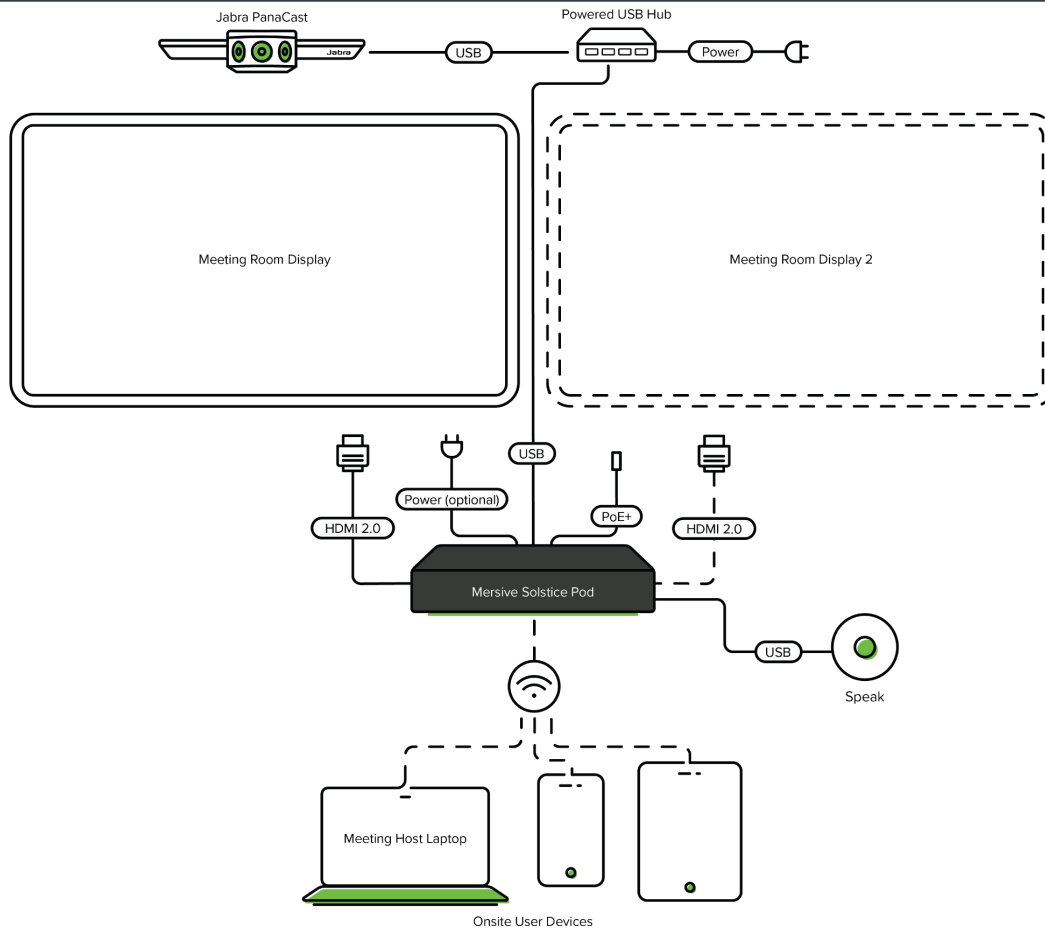 Jabra PanaCast
Powered USB Hub
Jabra
USB
Power
Meeting Room Display
Meeting Room Display 2
USB
Power (optional)
PoE+
HDMI 2.0
HDMI 2.0
Mersive Solstice Pod
USB
Speak
Meeting Host Laptop
Onsite User Devices